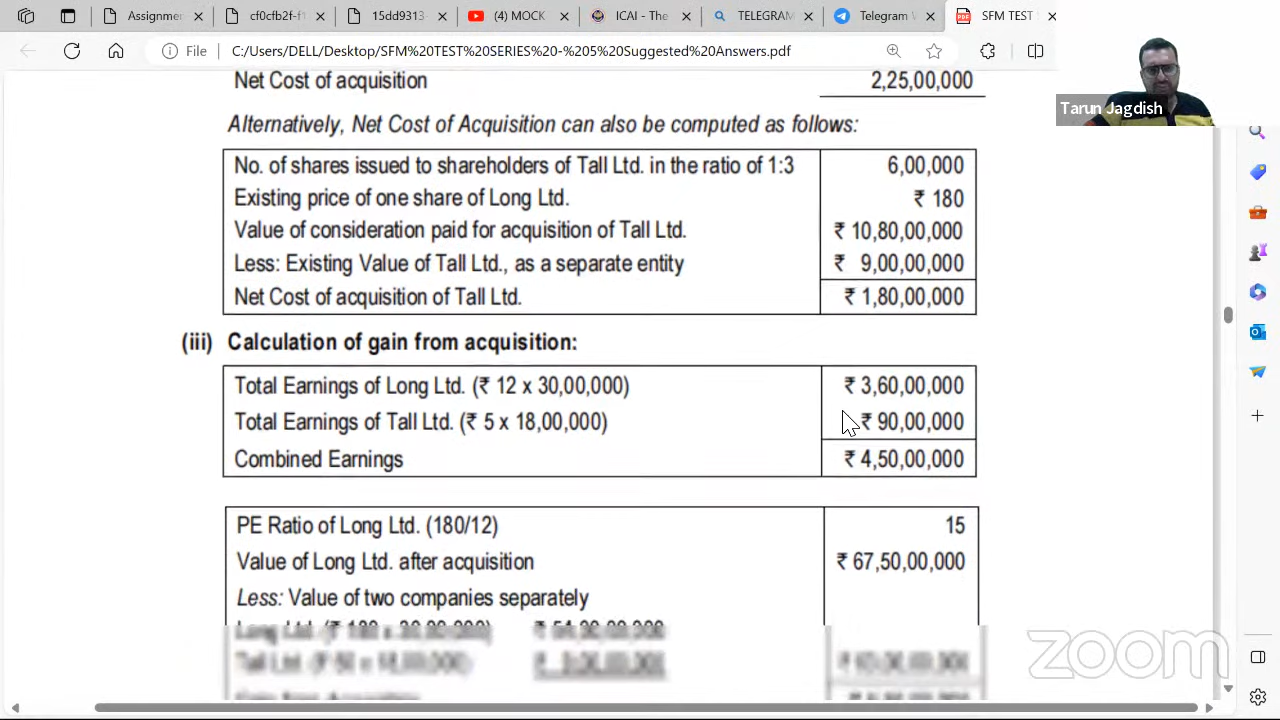 Assignme
cf0cfb2f-f1
15dd9313-
(4) MOCK
ICAI - The
TELEGRAM
Telegram W
SFM TEST
File
C:/Users/DELL/Desktop/SFM%20TEST%20SERIES%20-%205%20Suggested%20Answers.pdf
Tarun Jagdish
Net Cost of acquisition 2,25,00,000
Alternatively, Net Cost of Acquisition can also be computed as follows:
No. of shares issued to shareholders of Tall Ltd. in the ratio of 1:3 6,00,000
Existing price of one share of Long Ltd. ₹ 180
Value of consideration paid for acquisition of Tall Ltd. ₹ 10,80,00,000
Less: Existing Value of Tall Ltd., as a separate entity ₹ 9,00,00,000
Net Cost of acquisition of Tall Ltd. ₹ 1,80,00,000
(iii) Calculation of gain from acquisition:
Total Earnings of Long Ltd. (₹ 12 x 30,00,000) ₹ 3,60,00,000
Total Earnings of Tall Ltd. (₹ 5 x 18,00,000) ₹ 90,00,000
Combined Earnings ₹ 4,50,00,000
PE Ratio of Long Ltd. (180/12) 15
Value of Long Ltd. after acquisition ₹ 67,50,00,000
Less: Value of two companies separately
zoom